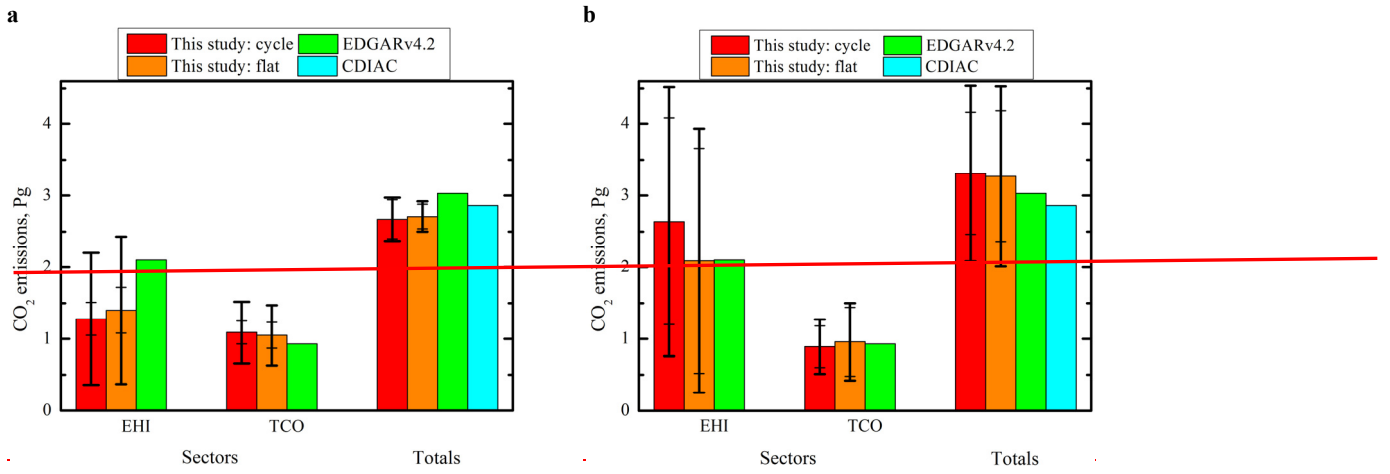 a
This study: cycle EDGARv4.2
This study: flat CDIAC
CO2 emissions, Pg
4
3
2
1
0
EHI TCO
Sectors Totals
b
This study: cycle EDGARv4.2
This study: flat CDIAC
CO2 emissions, Pg
4
3
2
1
0
EHI TCO
Sectors Totals